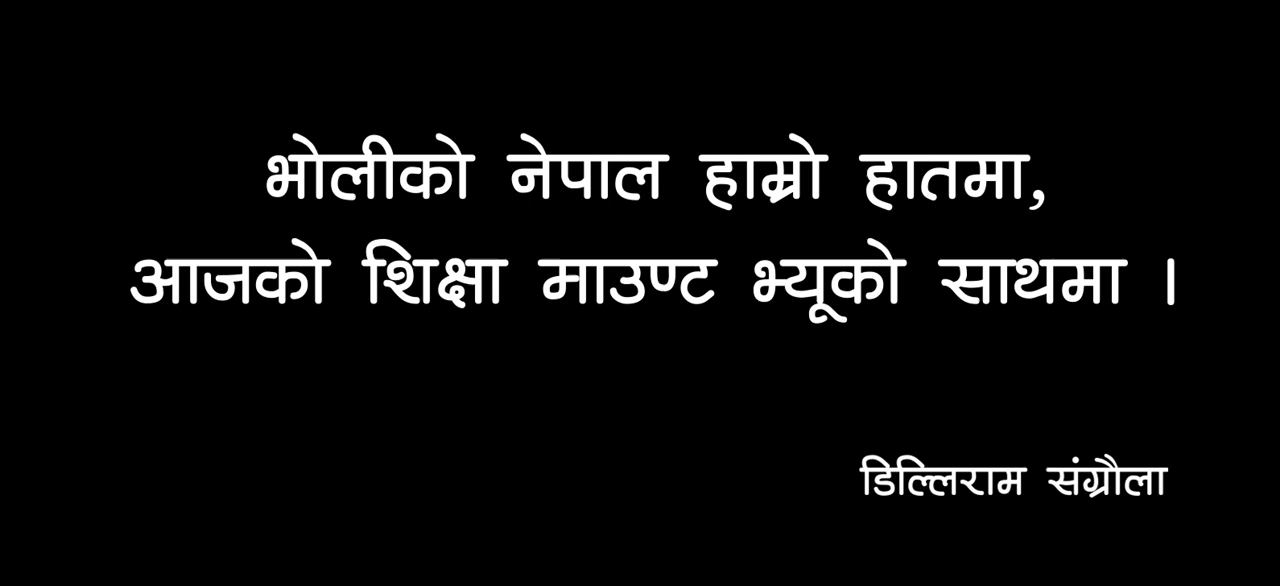 भोलीको नेपाल हाम्रो हातमा,
आजको शिक्षा माउण्ट भ्यूको साथमा ।
डिल्लिराम संग्रौला